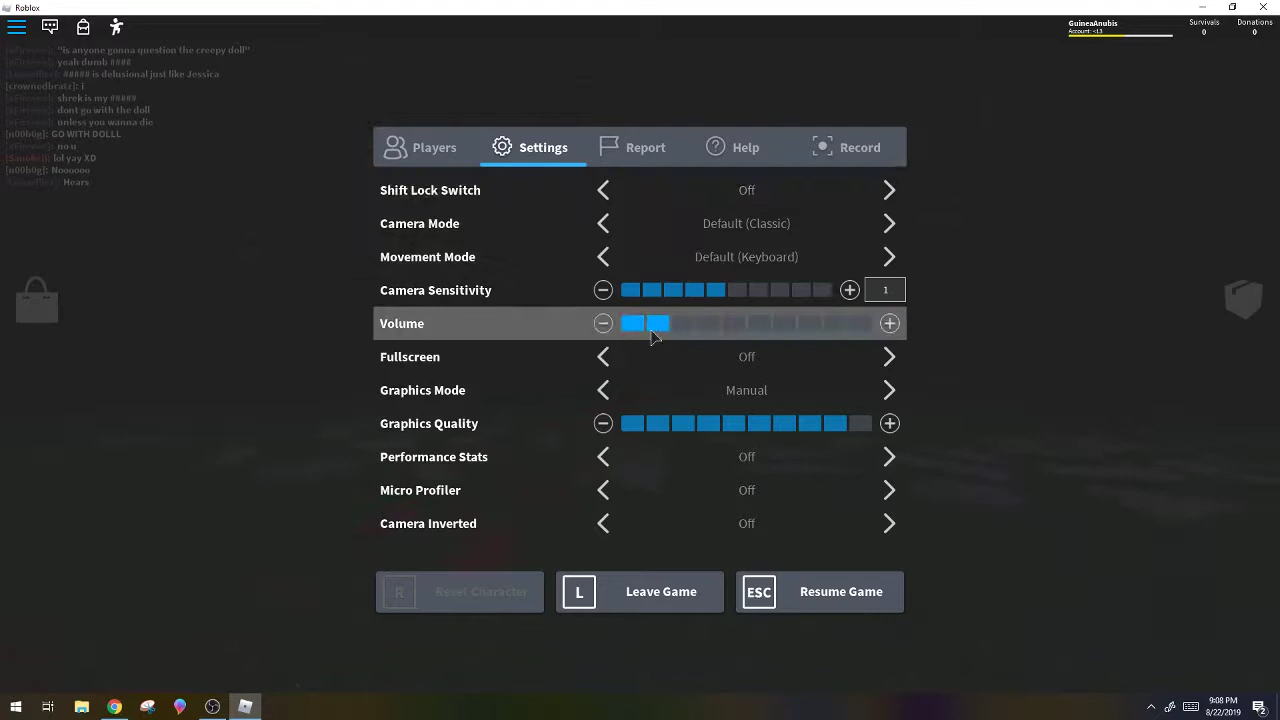 Roblox
GuineaAnubis
Account: <13
Survivals
0
Donations
0
"is anyone gonna question the creepy doll"
yeah dumb ####
##### is delusional just like Jessica
[crownedbratz]: i
shrek is my #####
dont go with the doll
unless you wanna die
[n00b0g]: GO WITH DOLLL
no u
lol yay XD
[n00b0g]: Noooooo
Hears
Players
Settings
Report
Help
Record
Shift Lock Switch
Off
Camera Mode
Default (Classic)
Movement Mode
Default (Keyboard)
Camera Sensitivity
1
Volume
Fullscreen
Off
Graphics Mode
Manual
Graphics Quality
Performance Stats
Off
Micro Profiler
Off
Camera Inverted
Off
R Reset Character
L Leave Game
ESC Resume Game
9:08 PM
8/22/2019
2